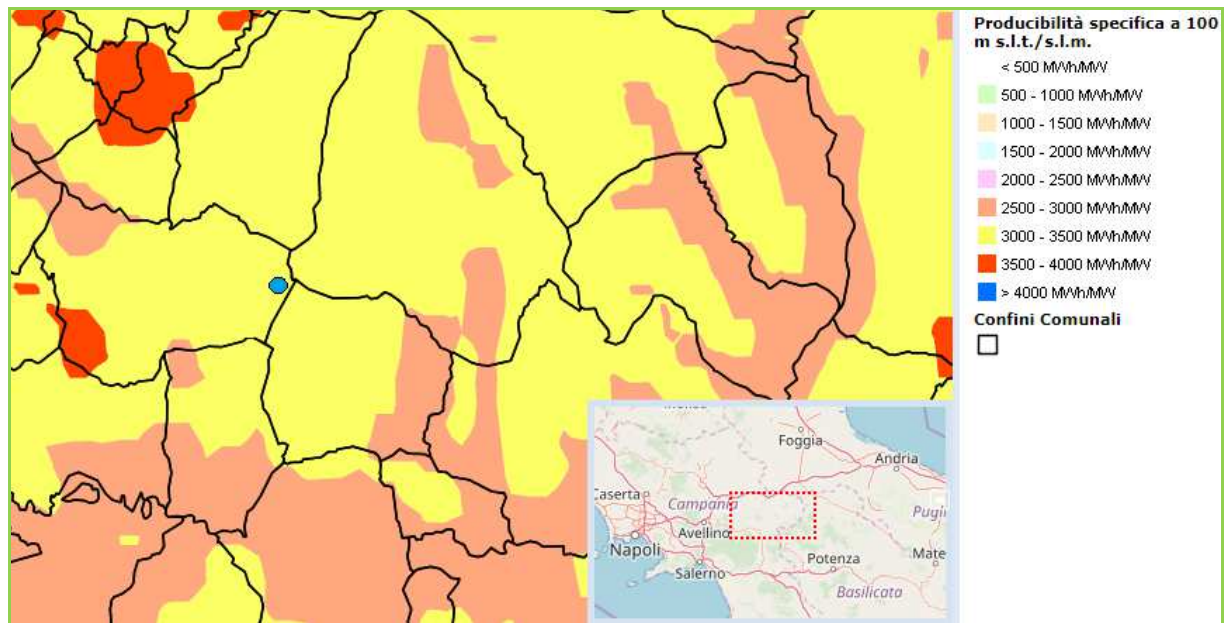 Producibilità specifica a 100
m s.l.t./s.l.m.
< 500 MWh/MW
500 - 1000 MWh/MW
1000 - 1500 MWh/MW
1500 - 2000 MWh/MW
2000 - 2500 MWh/MW
2500 - 3000 MWh/MW
3000 - 3500 MWh/MW
3500 - 4000 MWh/MW
> 4000 MWh/MW
Confini Comunali
Foggia
Andria
Caserta
Campania
Avellino
Napoli
Salerno
Potenza
Basilicata